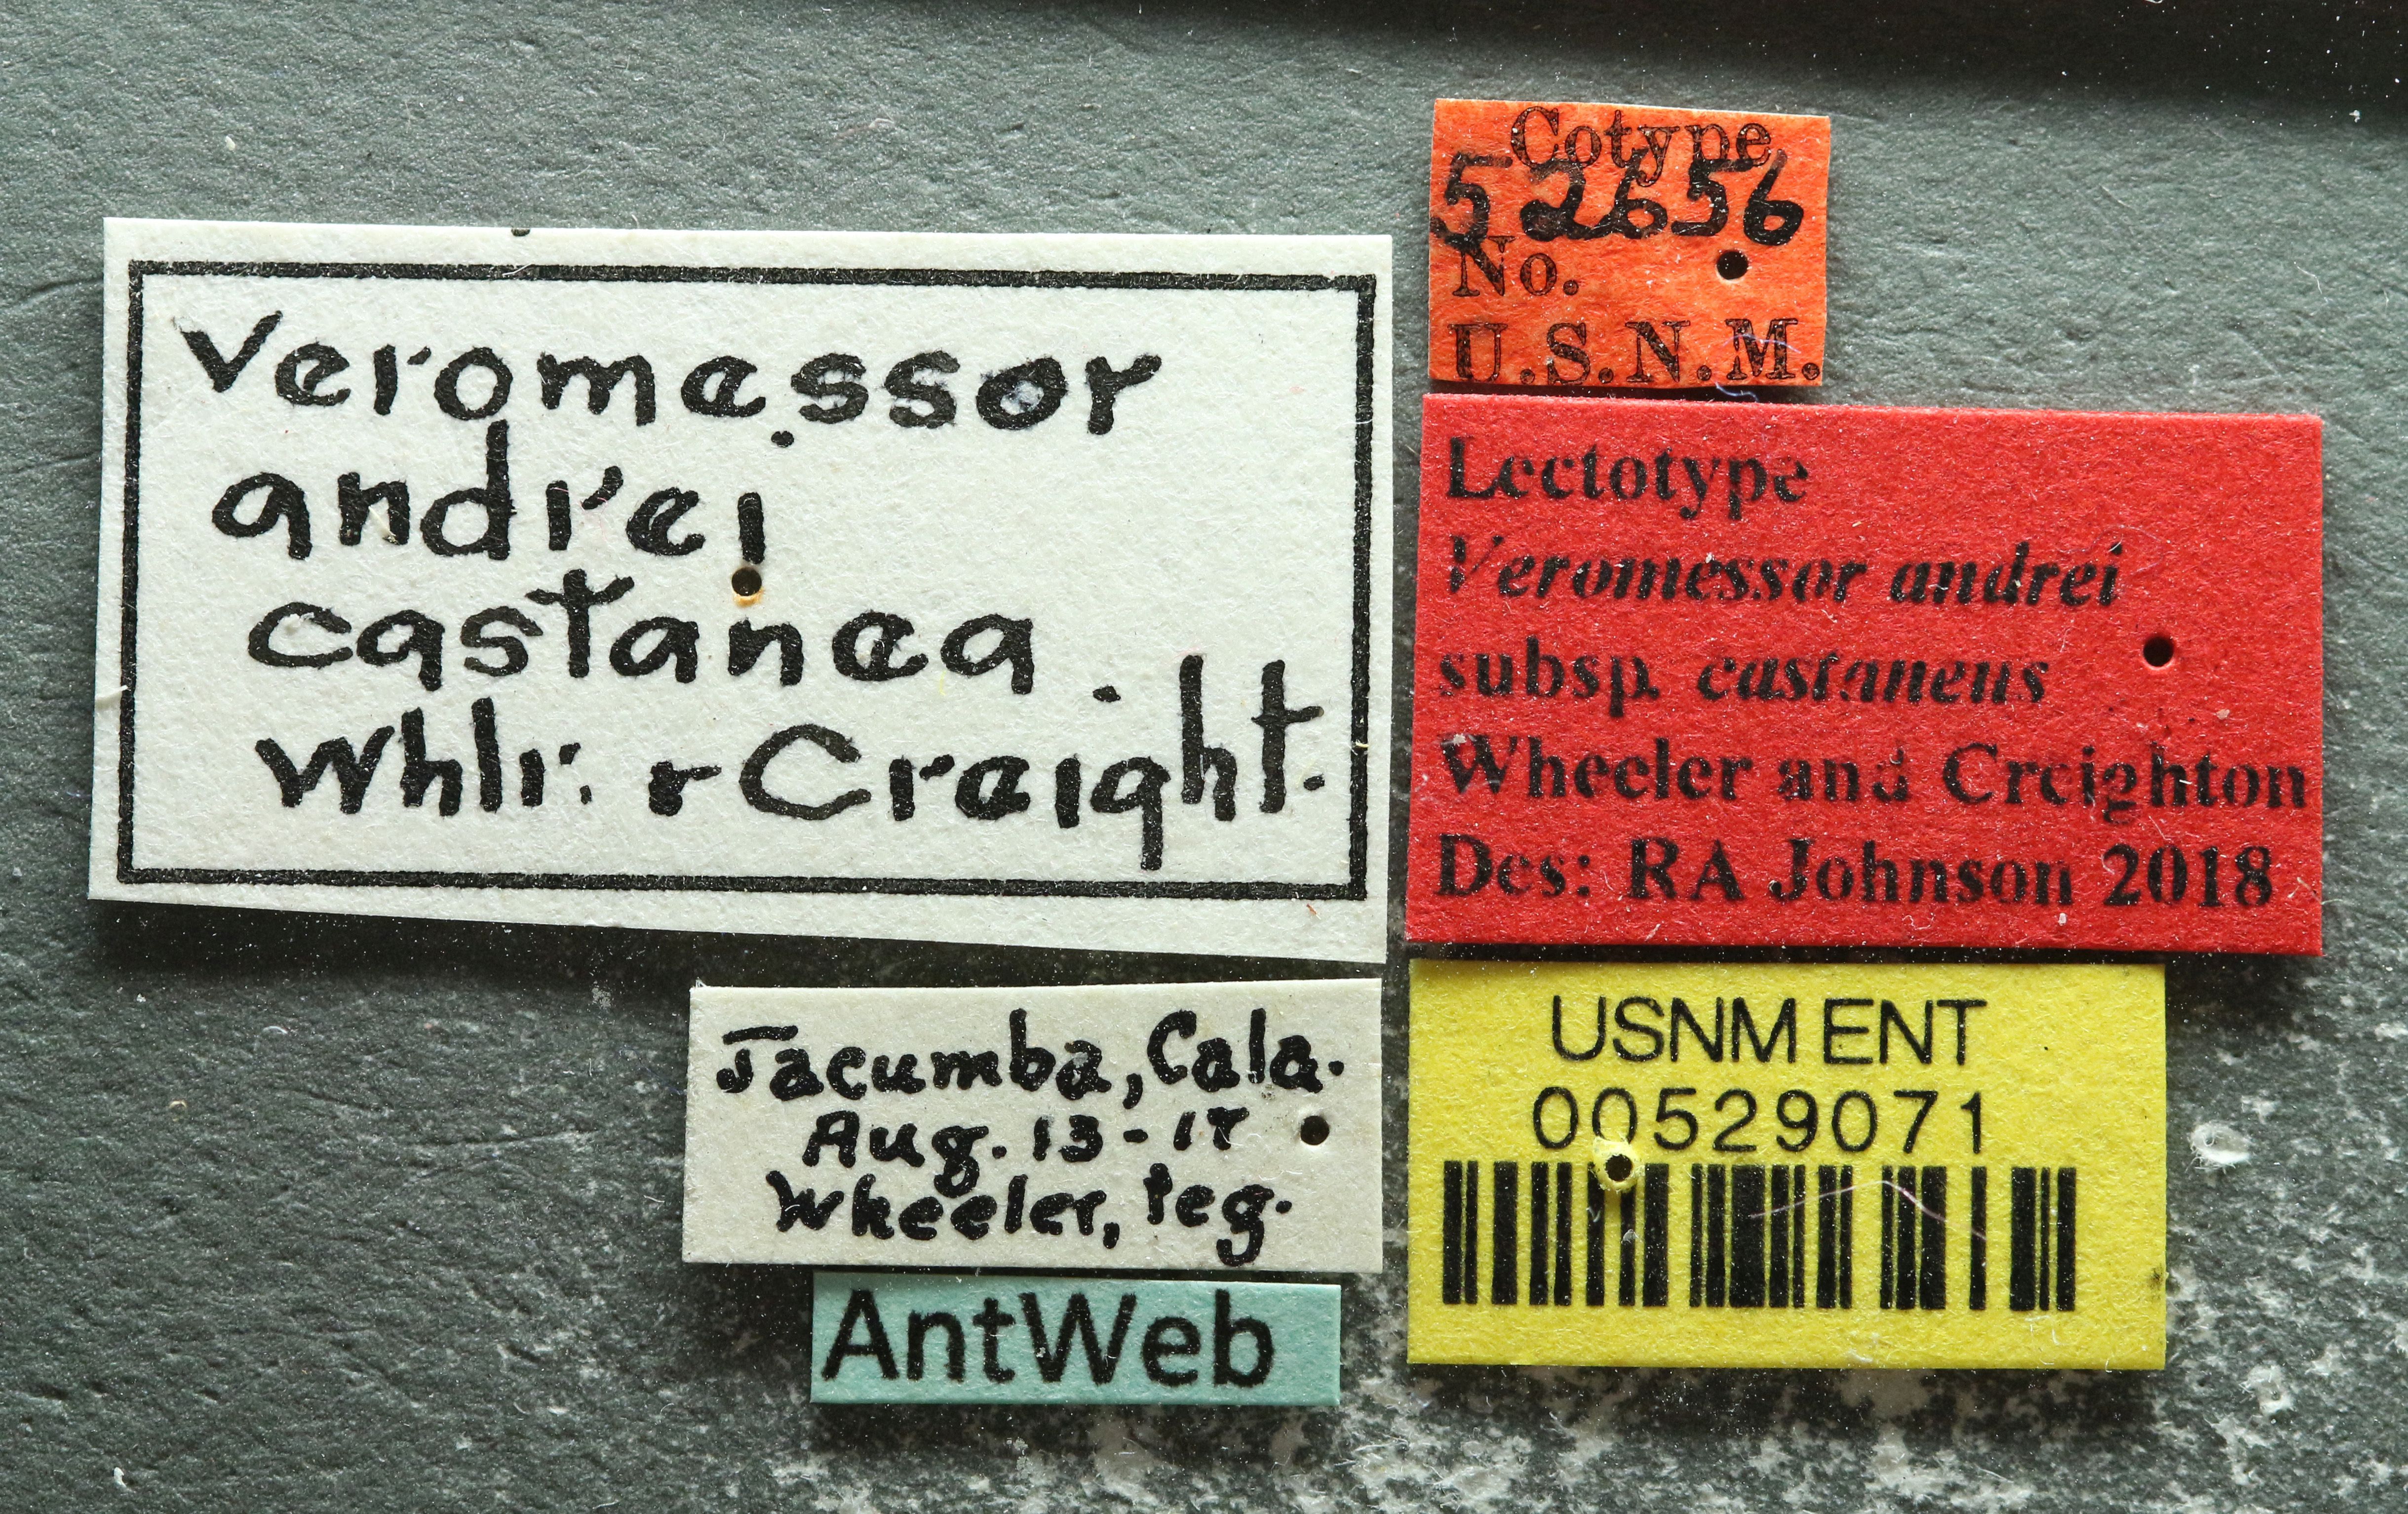 Veromessor
andrei
castanea
Whlr. + Creight.
Cotype
52656
No.
U.S.N.M.
Lectotype
Veromessor andrei
subsp. castaneus
Wheeler and Creighton
Des: RA Johnson 2018
Jacumba, Cala.
Aug. 13-17
Wheeler, leg.
AntWeb
USNM ENT
00529071